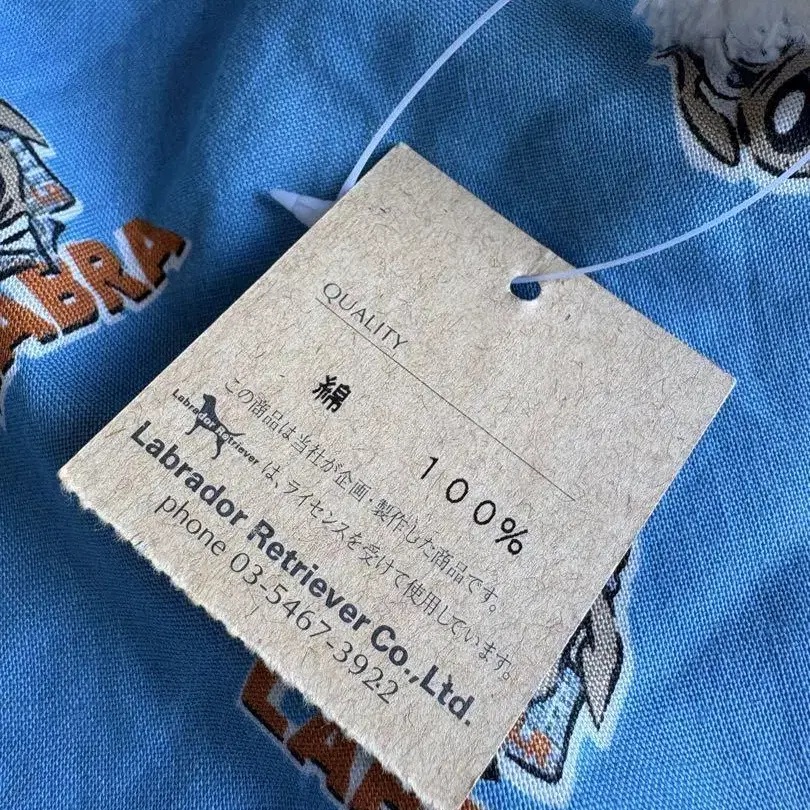 QUALITY
綿 100%
この商品は当社が企画・製作した商品です。
Labrador Retriever は、ライセンスを受けて使用しています。
Labrador Retriever Co.,Ltd.
phone 03-5467-3922
ABRA
LAB